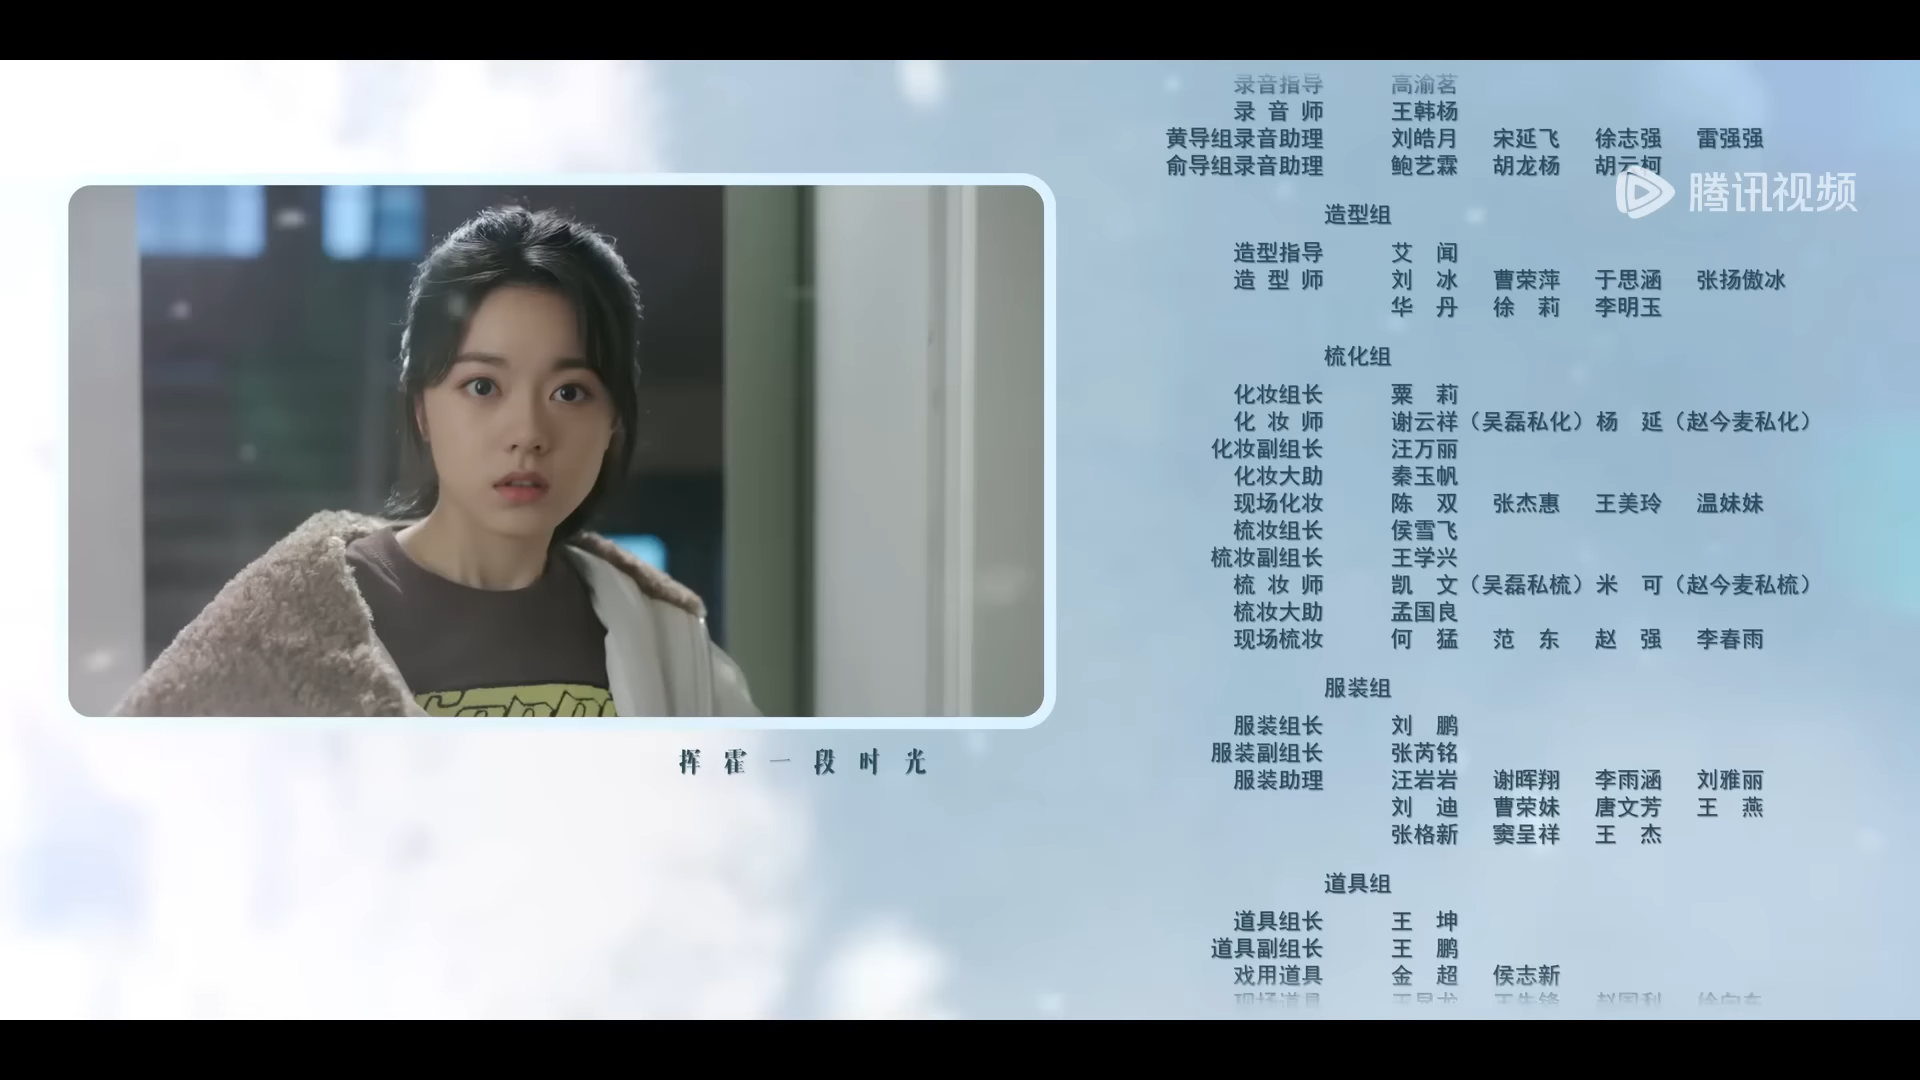 录音指导 高渝茗
录音师 王韩杨
黄导组录音助理 刘皓月 宋延飞 徐志强 雷强强
俞导组录音助理 鲍艺霖 胡龙杨 胡云柯
腾讯视频
造型组
造型指导 艾闻
造型师 刘冰 曹荣萍 于思涵 张扬傲冰
华丹 徐莉 李明玉
梳化组
化妆组长 粟莉
化妆师 谢云祥（吴磊私化）杨延（赵今麦私化）
化妆副组长 汪万丽
化妆大助 秦玉帆
现场化妆 陈双 张杰惠 王美玲 温妹妹
梳妆组长 侯雪飞
梳妆副组长 王学兴
梳妆师 凯文（吴磊私梳）米可（赵今麦私梳）
梳妆大助 孟国良
现场梳妆 何猛 范东 赵强 李春雨
服装组
服装组长 刘鹏
服装副组长 张芮铭
服装助理 汪岩岩 谢晖翔 李雨涵 刘雅丽
刘迪 曹荣妹 唐文芳 王燕
张格新 窦呈祥 王杰
道具组
道具组长 王坤
道具副组长 王鹏
戏用道具 金超 侯志新
现场道具
挥霍一段时光